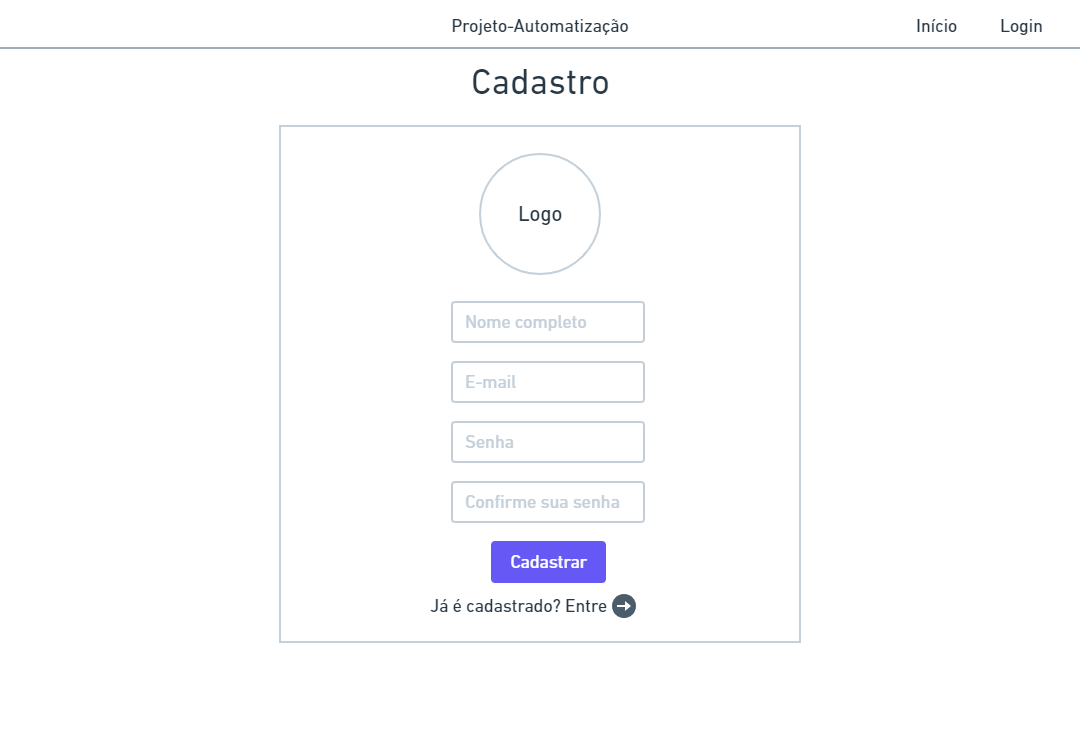 Projeto-Automatização Início Login
Cadastro
Logo
Nome completo
E-mail
Senha
Confirme sua senha
Cadastrar
Já é cadastrado? Entre